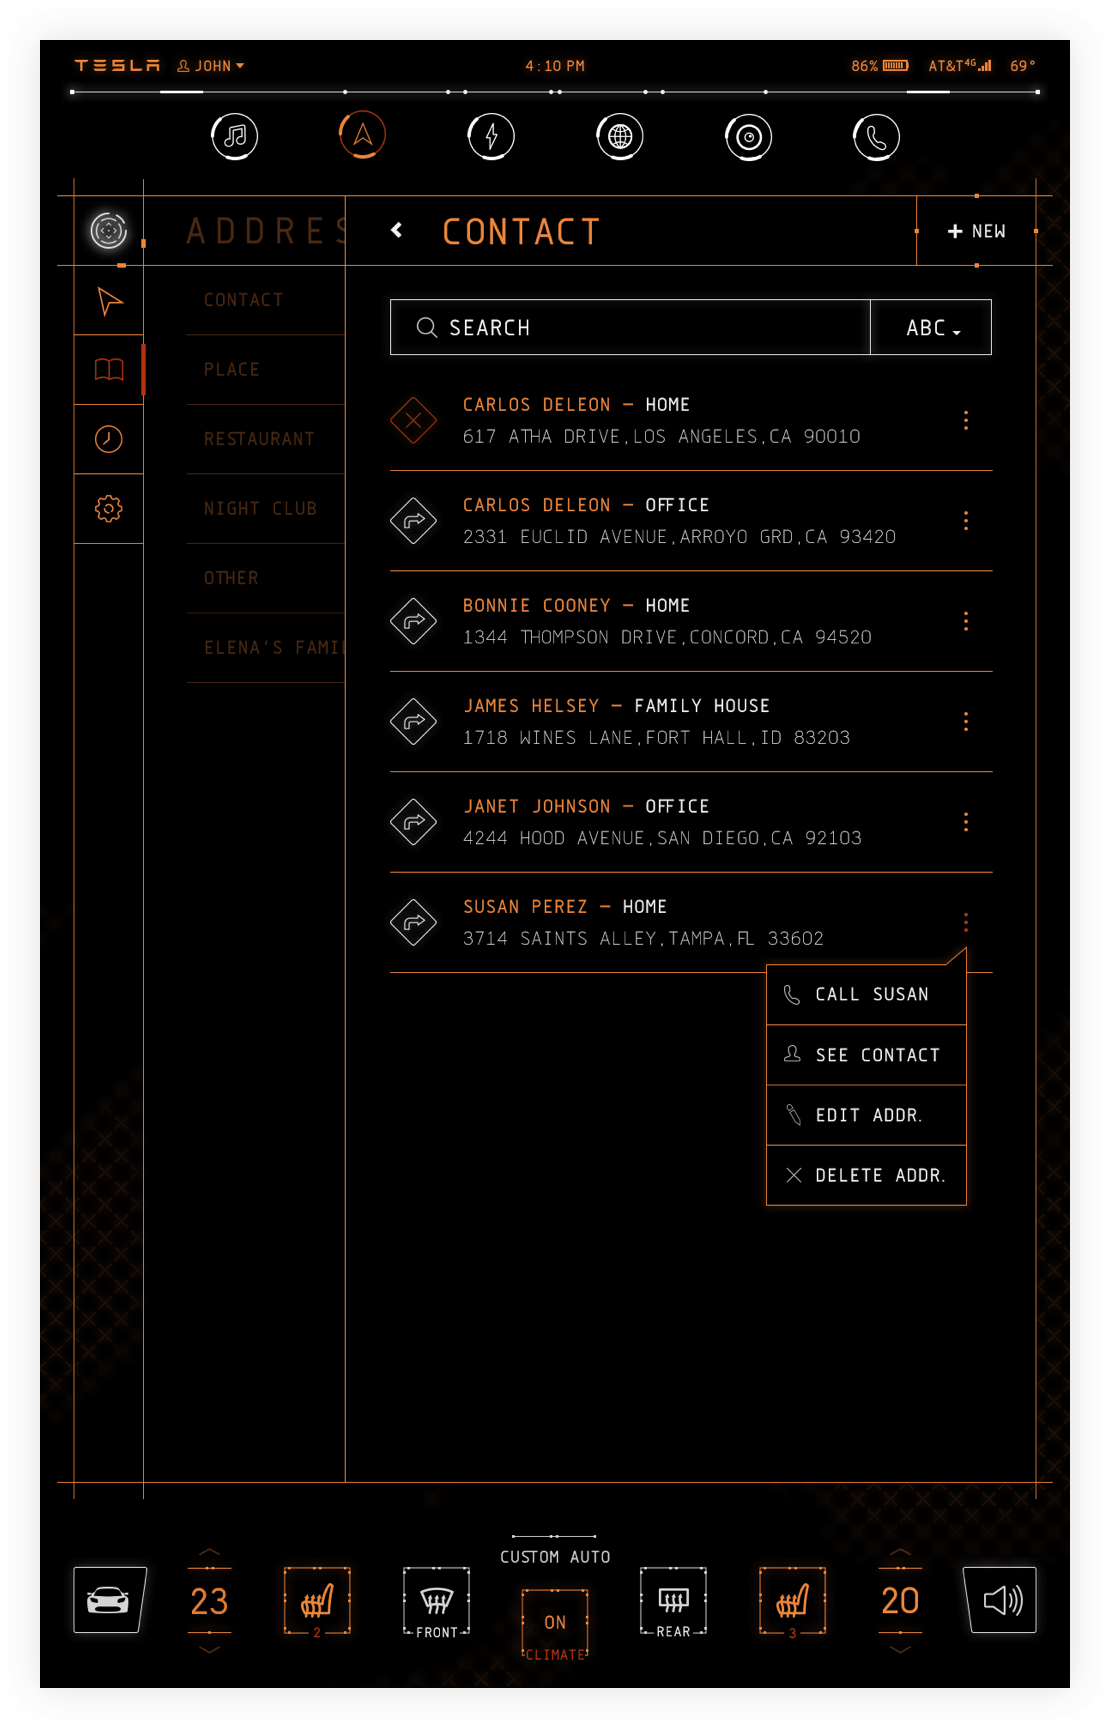 TESLA JOHN 4:10 PM 86% AT&T 4G 69°
ADDRES
CONTACT
PLACE
RESTAURANT
NIGHT CLUB
OTHER
ELENA'S FAMIL
CONTACT
+ NEW
SEARCH
ABC
CARLOS DELEON – HOME
617 ATHA DRIVE,LOS ANGELES,CA 90010
CARLOS DELEON – OFFICE
2331 EUCLID AVENUE,ARROYO GRD,CA 93420
BONNIE COONEY – HOME
1344 THOMPSON DRIVE,CONCORD,CA 94520
JAMES HELSEY – FAMILY HOUSE
1718 WINES LANE,FORT HALL,ID 83203
JANET JOHNSON – OFFICE
4244 HOOD AVENUE,SAN DIEGO,CA 92103
SUSAN PEREZ – HOME
3714 SAINTS ALLEY,TAMPA,FL 33602
CALL SUSAN
SEE CONTACT
EDIT ADDR.
DELETE ADDR.
CUSTOM AUTO
23
2
FRONT
ON
CLIMATE
REAR
3
20